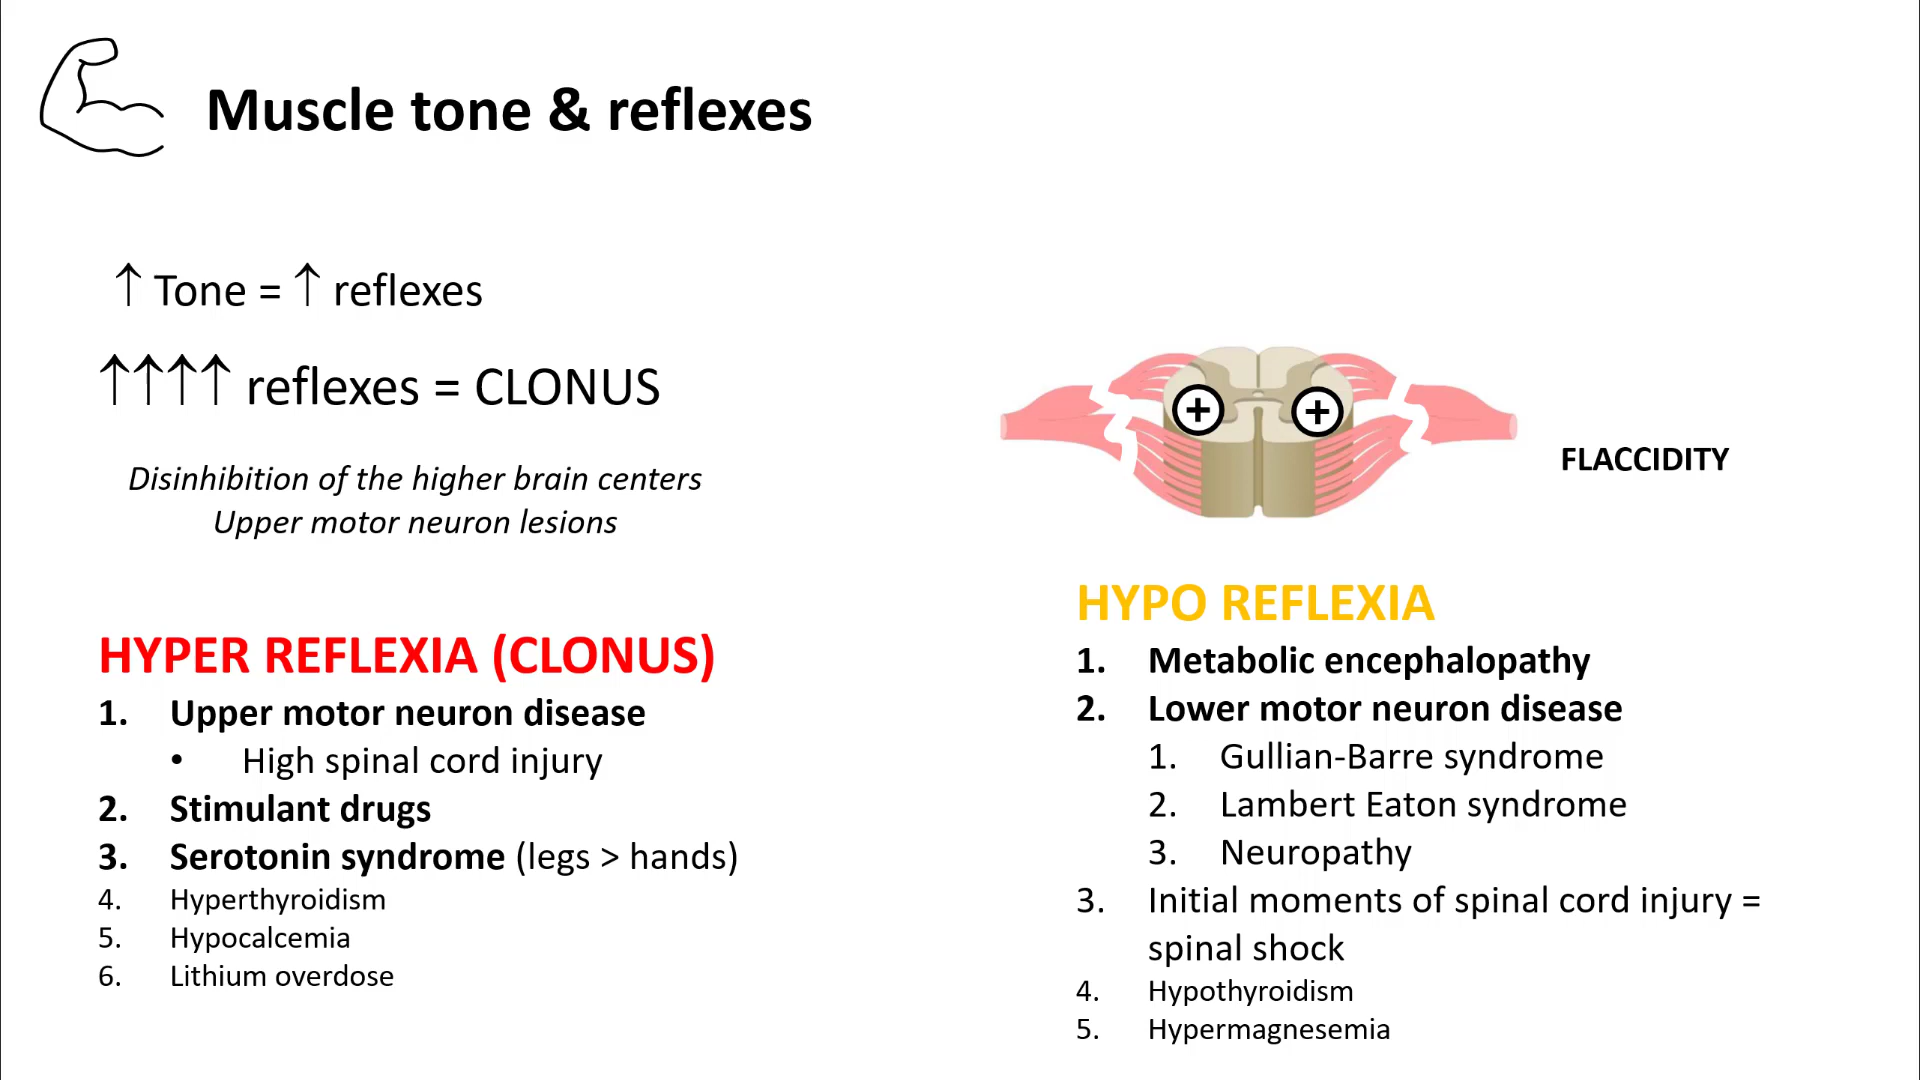 Muscle tone & reflexes
↑ Tone = ↑ reflexes
↑↑↑↑ reflexes = CLONUS
Disinhibition of the higher brain centers
Upper motor neuron lesions
HYPER REFLEXIA (CLONUS)
1. Upper motor neuron disease
• High spinal cord injury
2. Stimulant drugs
3. Serotonin syndrome (legs > hands)
4. Hyperthyroidism
5. Hypocalcemia
6. Lithium overdose
+ +
FLACCIDITY
HYPO REFLEXIA
1. Metabolic encephalopathy
2. Lower motor neuron disease
1. Gullian-Barre syndrome
2. Lambert Eaton syndrome
3. Neuropathy
3. Initial moments of spinal cord injury =
spinal shock
4. Hypothyroidism
5. Hypermagnesemia